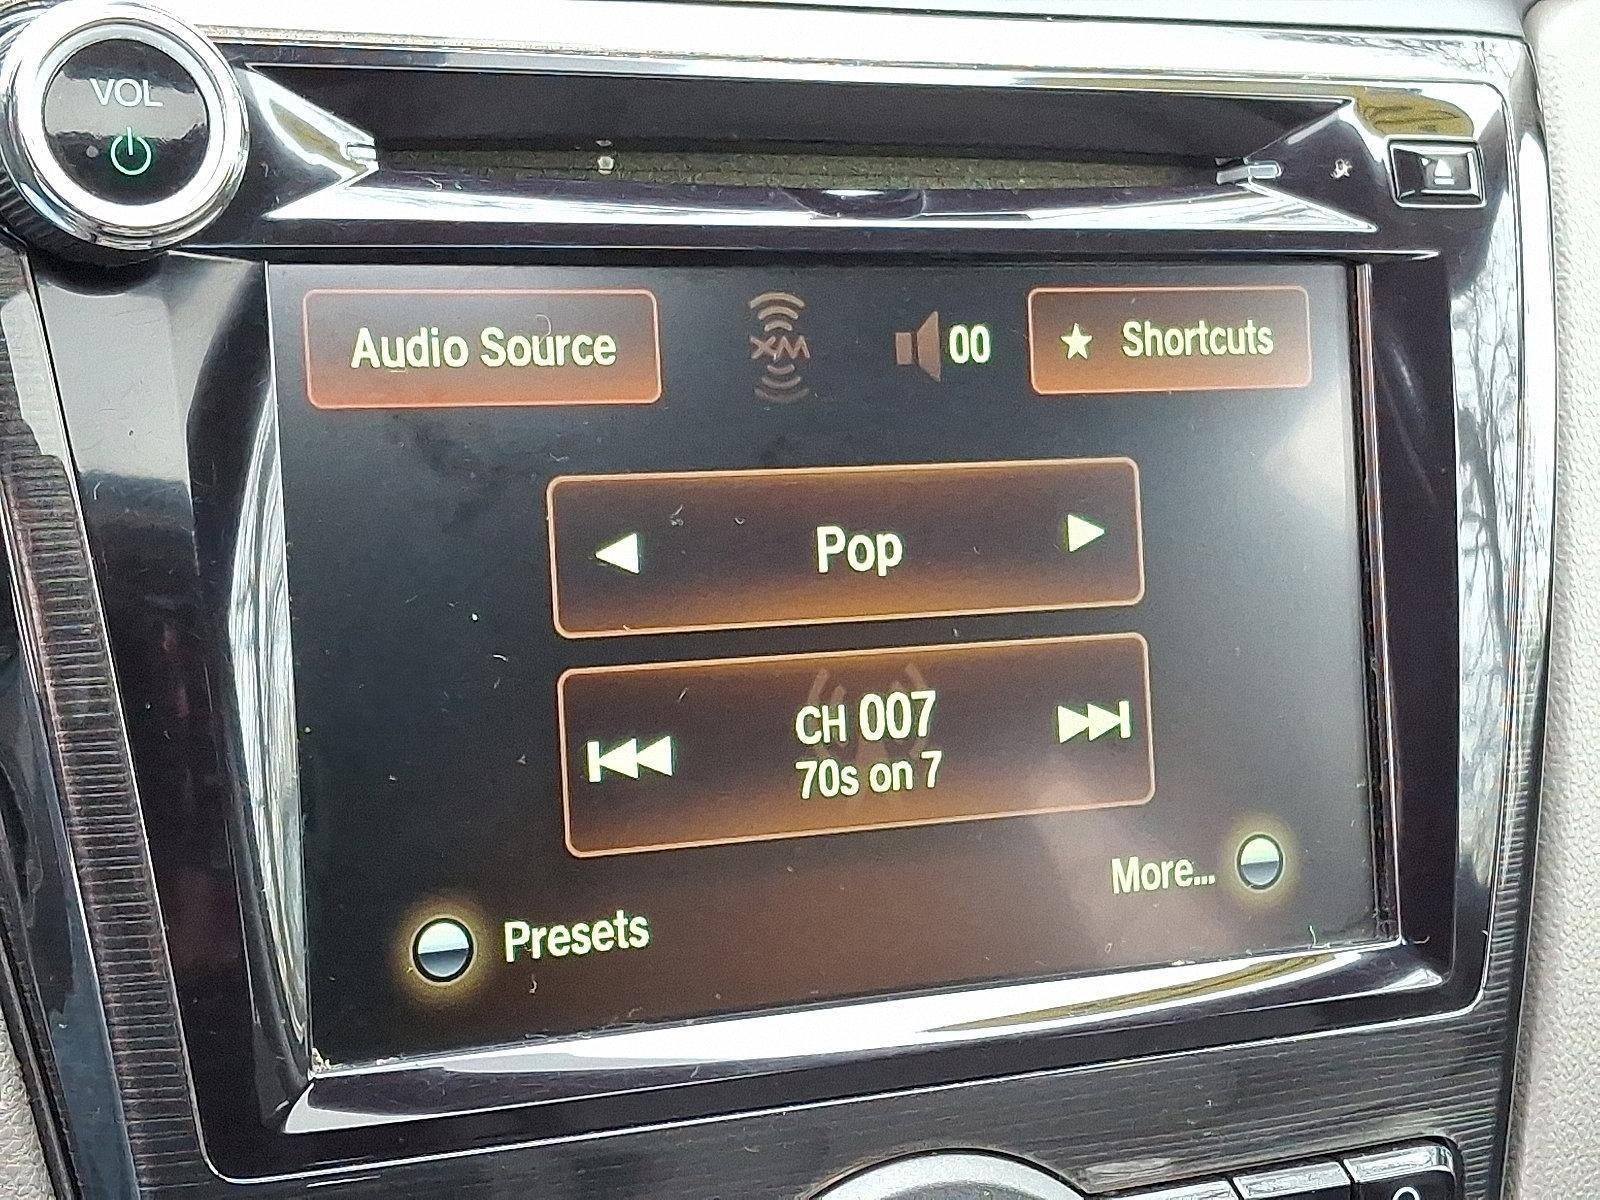 VOL
Audio Source
XM
00
★ Shortcuts
Pop
CH 007
70s on 7
More...
Presets